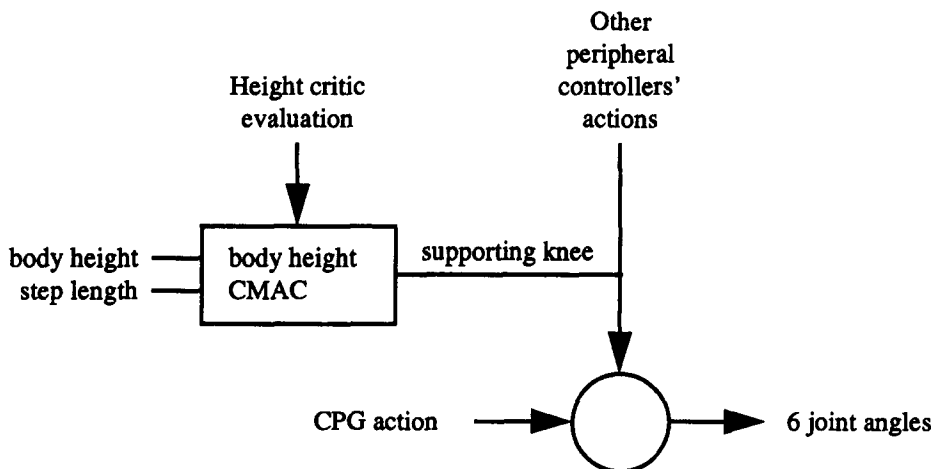 Other
peripheral
controllers'
actions
Height critic
evaluation
body height
step length
body height
CMAC
supporting knee
CPG action
6 joint angles